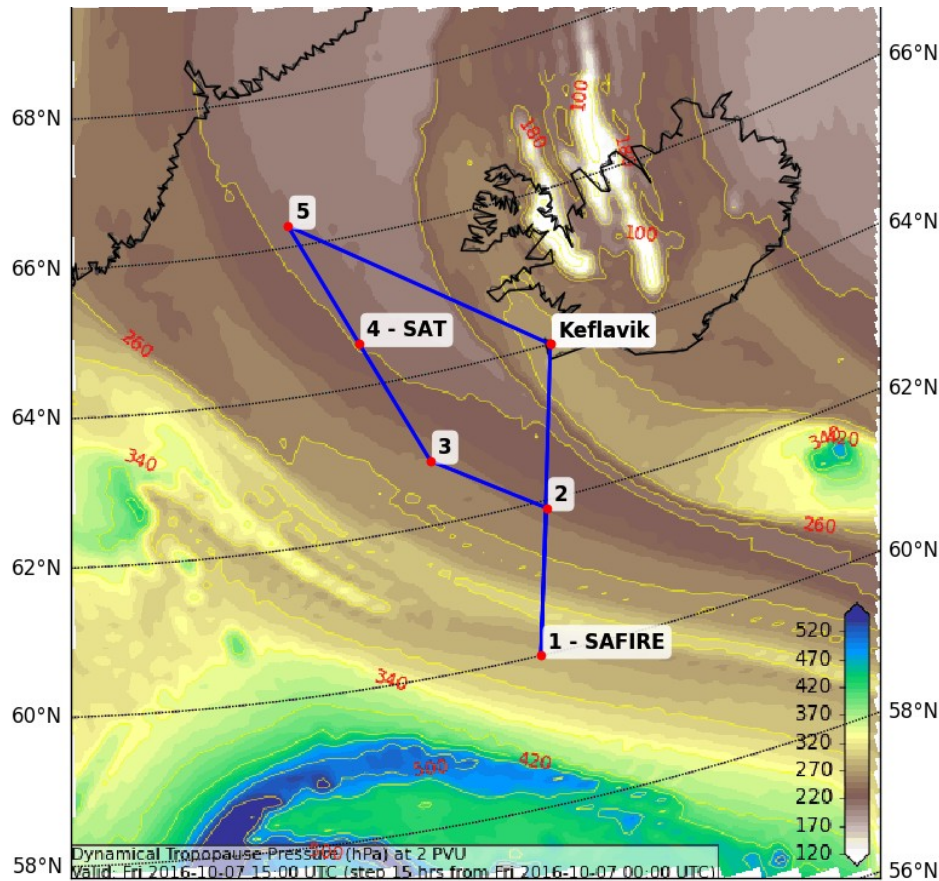 66°N
68°N
100
180
64°N
5
100
66°N
4 - SAT
Keflavik
260
62°N
64°N
420
3
340
2
260
60°N
62°N
520
1 - SAFIRE
470
420
340
370
60°N
58°N
320
420
500
270
220
170
120
58°N
Dynamical Tropopause Pressure (hPa) at 2 PVU
Valid: Fri 2016-10-07 15:00 UTC (step 15 hrs from Fri 2016-10-07 00:00 UTC)
56°N